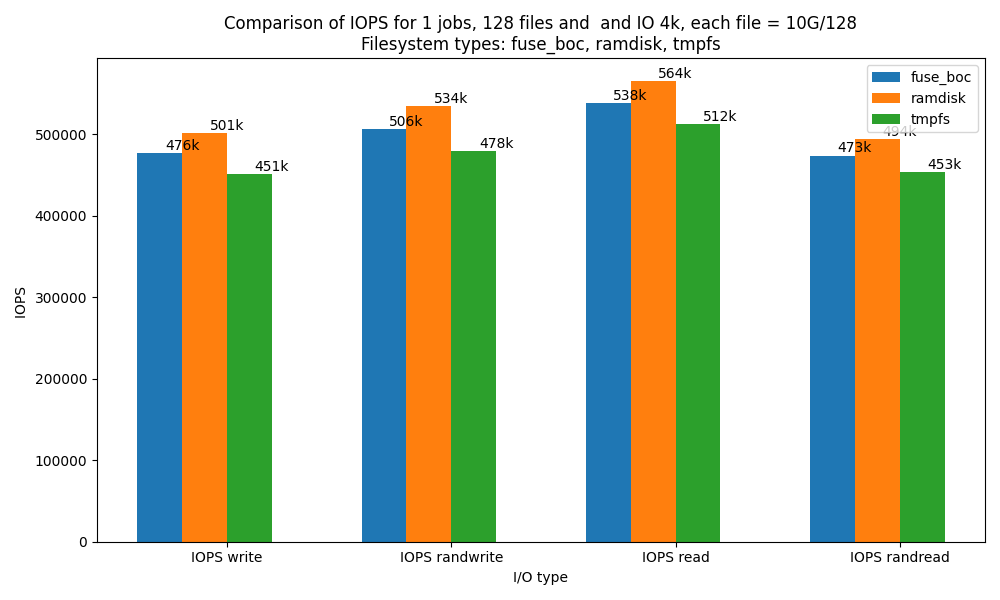 Comparison of IOPS for 1 jobs, 128 files and  and IO 4k, each file = 10G/128
Filesystem types: fuse_boc, ramdisk, tmpfs
fuse_boc
ramdisk
tmpfs
476k
501k
451k
506k
534k
478k
538k
564k
512k
473k
494k
453k
IOPS
500000
400000
300000
200000
100000
0
IOPS write
IOPS randwrite
IOPS read
IOPS randread
I/O type